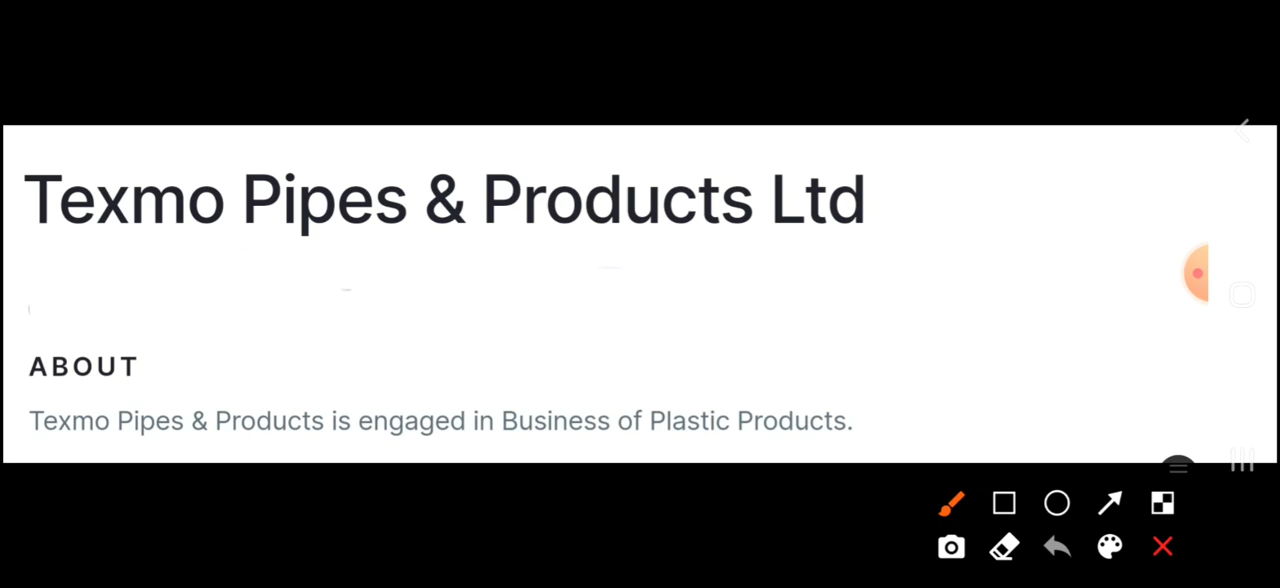 Texmo Pipes & Products Ltd
ABOUT
Texmo Pipes & Products is engaged in Business of Plastic Products.